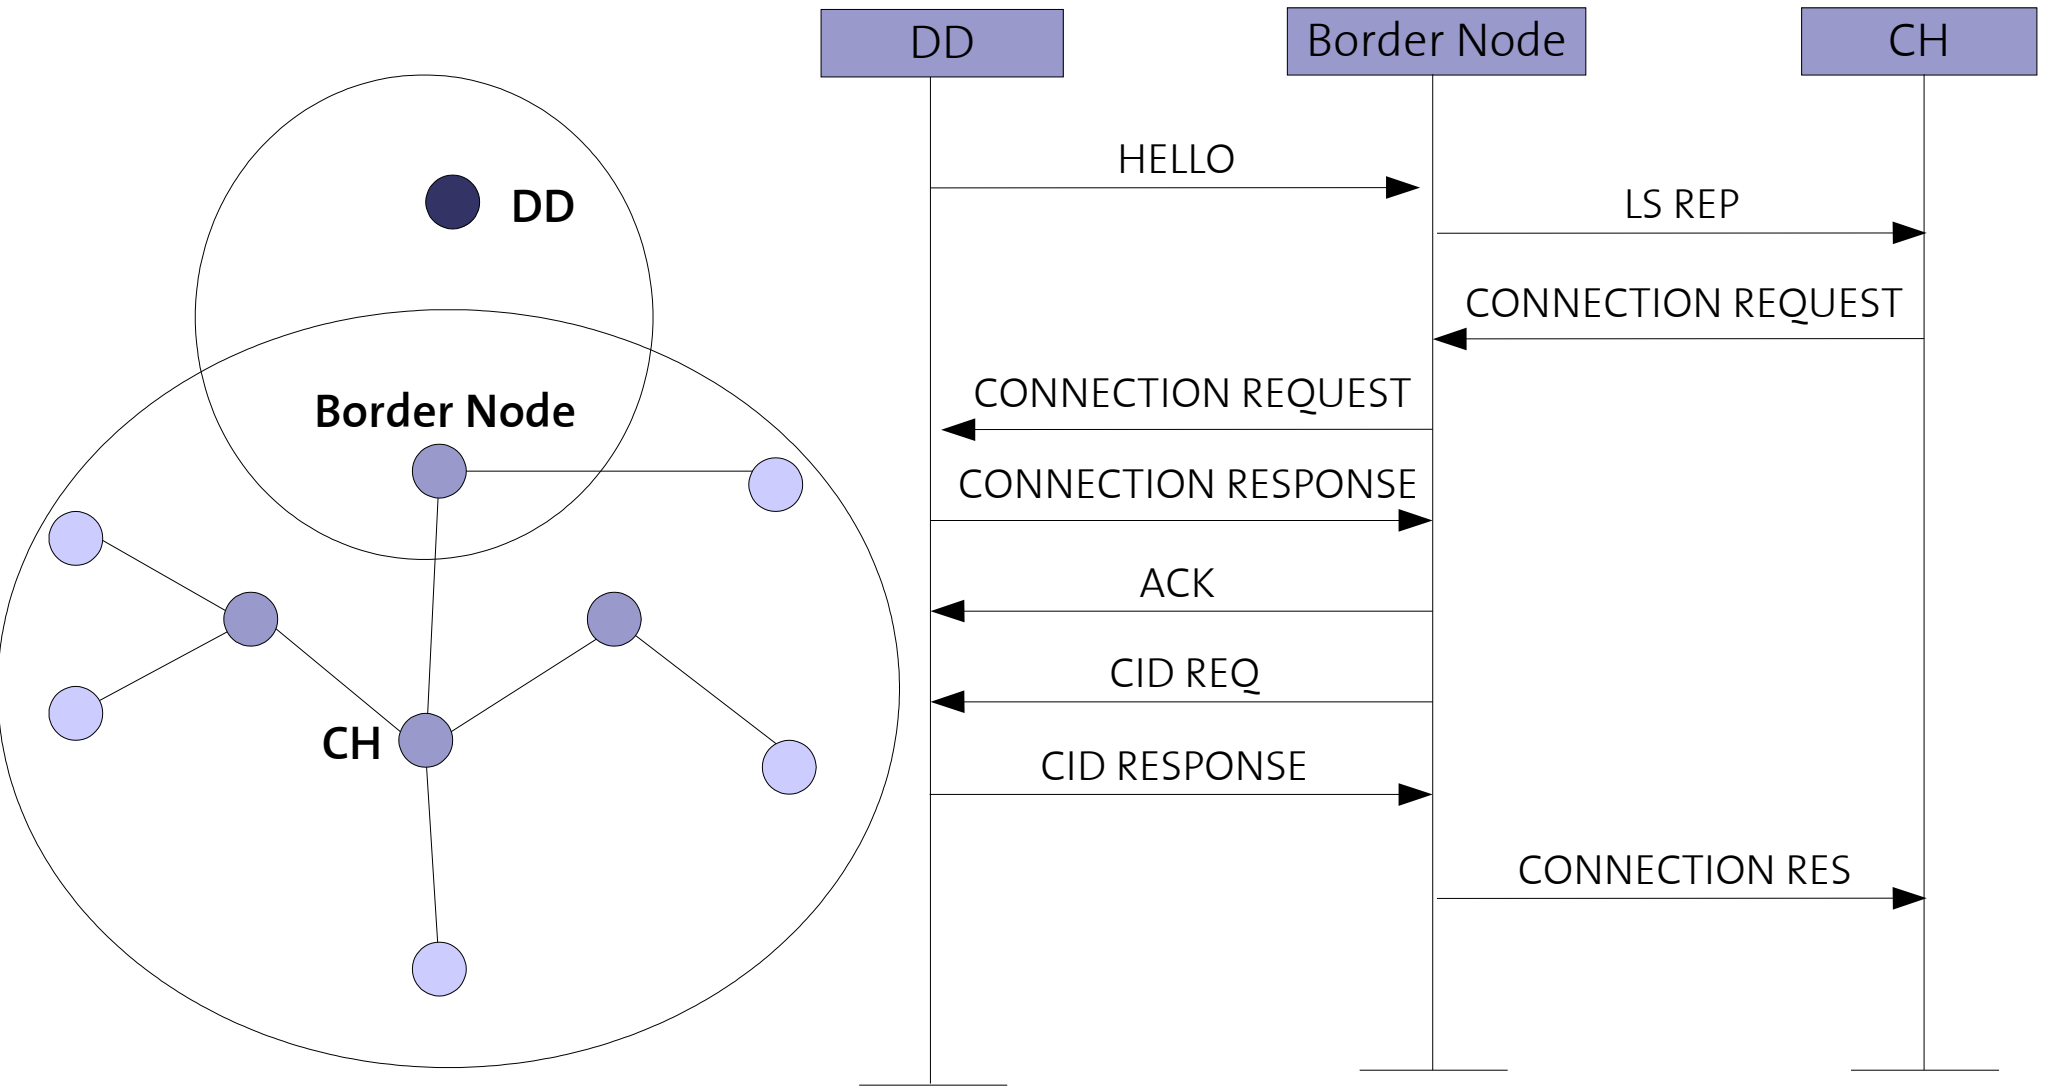 DD
Border Node
CH
DD
Border Node
CH
HELLO
LS REP
CONNECTION REQUEST
CONNECTION REQUEST
CONNECTION RESPONSE
ACK
CID REQ
CID RESPONSE
CONNECTION RES